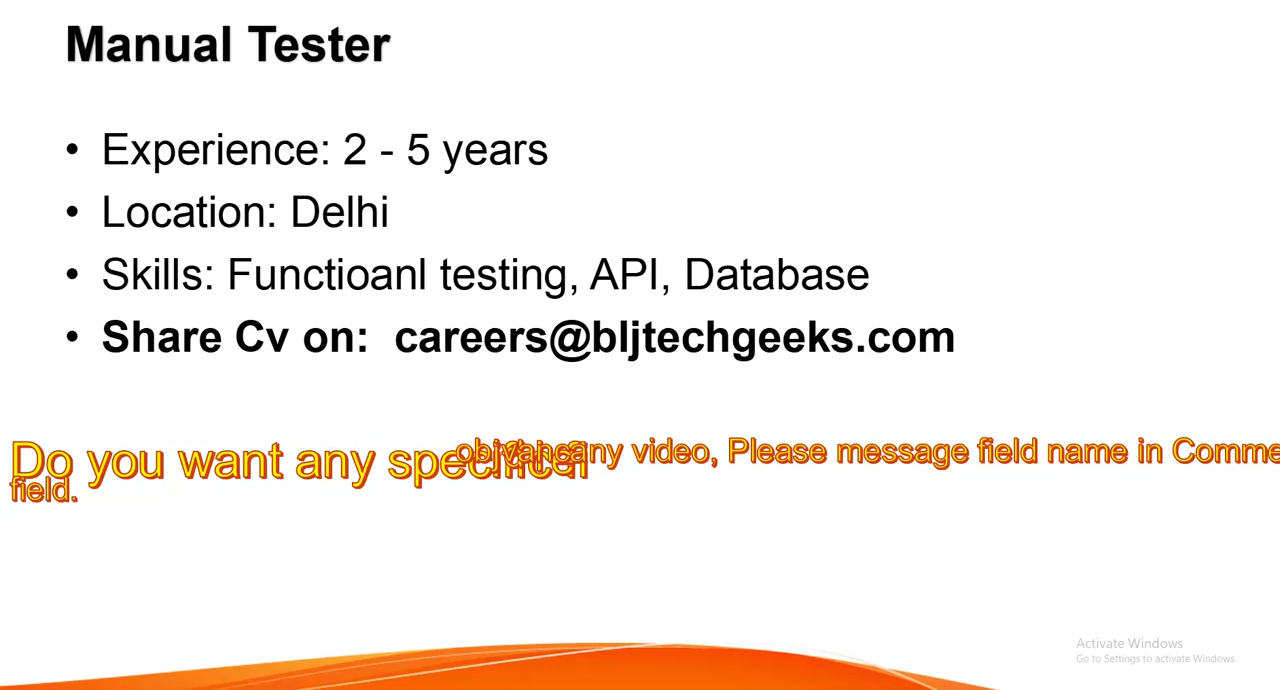 Manual Tester
• Experience: 2 - 5 years
• Location: Delhi
• Skills: Functioanl testing, API, Database
• Share Cv on: careers@bljtechgeeks.com
Do you want any
any video, Please message field name in Comme
field.
Activate Windows
Go to Settings to activate Windows.